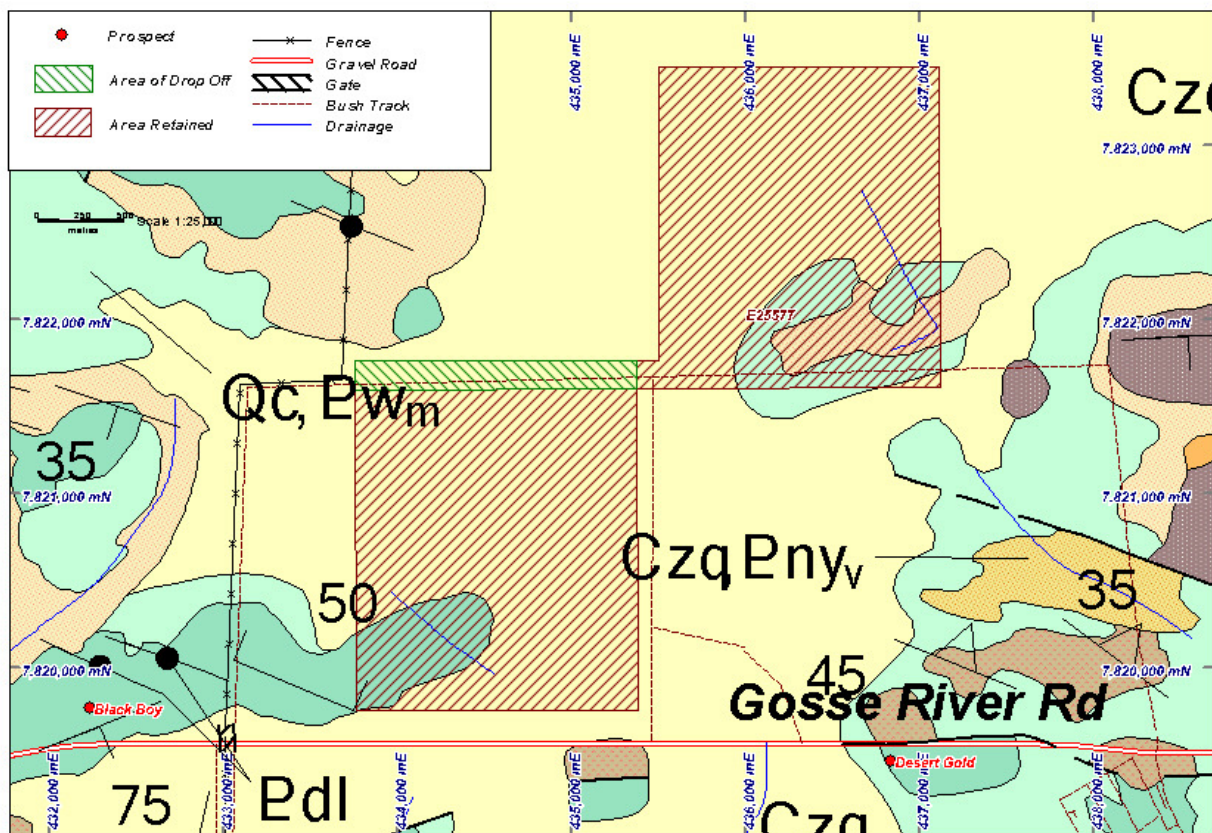 Prospect
Area of Drop Off
Area Retained
Fence
Gravel Road
Gate
Bush Track
Drainage
0 250 500
metres
Scale 1:25,000
435,000 mE
436,000 mE
437,000 mE
438,000 mE
Czq
7,823,000 mN
7,822,000 mN
7,822,000 mN
E25577
Qc, Pwm
35
7,821,000 mN
7,821,000 mN
Czq, Pnyv
50
35
7,820,000 mN
7,820,000 mN
45
Gosse River Rd
Black Boy
Desert Gold
Pdl
75
Czq
432,000 mE
433,000 mE
434,000 mE
435,000 mE
436,000 mE
437,000 mE
438,000 mE